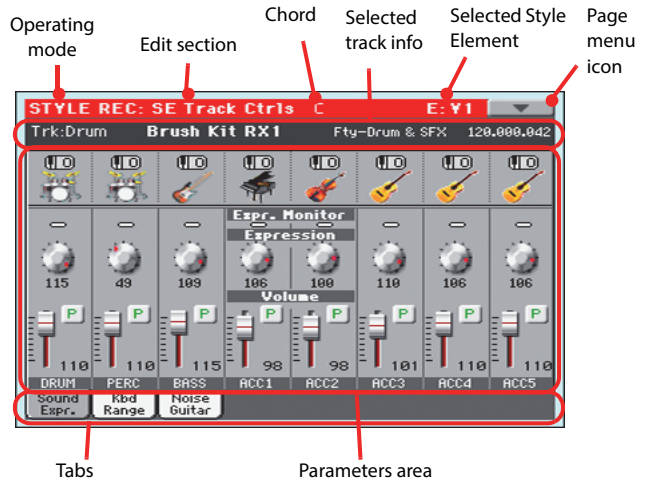 Operating mode
Edit section
Chord
Selected track info
Selected Style Element
Page menu icon
STYLE REC: SE Track Ctrls C E:¥1
Trk:Drum Brush Kit RX1 Fty-Drum & SFX 120.000.042
Expr. Monitor
Expression
115 49 109 106 100 110 106 106
Volume
P P P P P P P P
110 110 115 98 98 101 110 110
DRUM PERC BASS ACC1 ACC2 ACC3 ACC4 ACC5
Sound Expr.
Kbd Range
Noise Guitar
Tabs
Parameters area